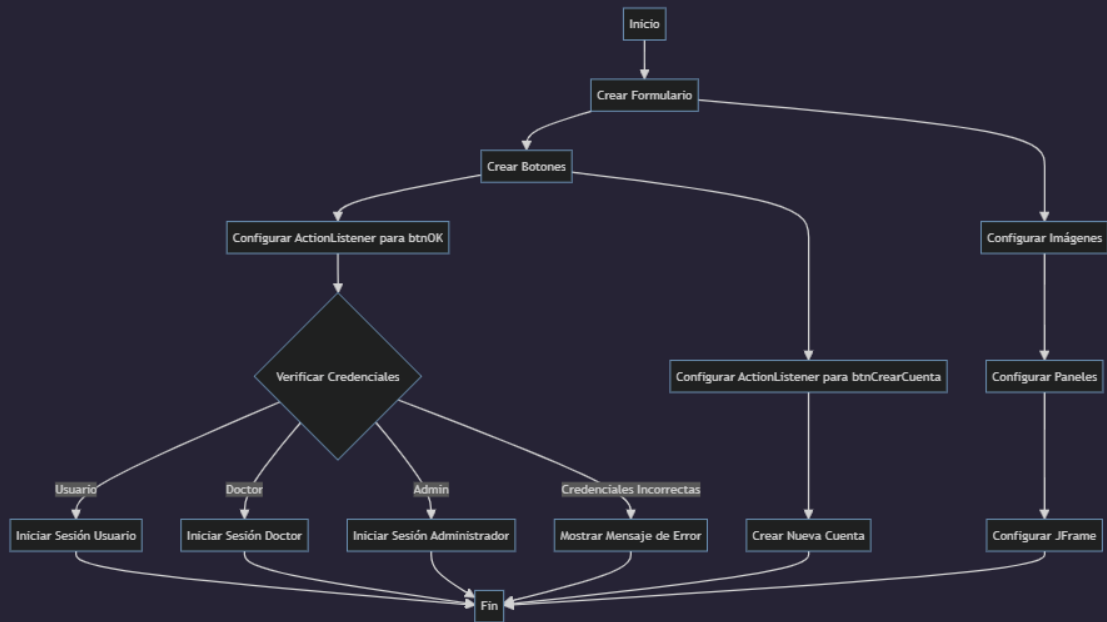 Inicio
Crear Formulario
Crear Botones
Configurar ActionListener para btnOK
Configurar Imágenes
Verificar Credenciales
Configurar ActionListener para btnCrearCuenta
Configurar Paneles
Usuario
Doctor
Admin
Credenciales Incorrectas
Iniciar Sesión Usuario
Iniciar Sesión Doctor
Iniciar Sesión Administrador
Mostrar Mensaje de Error
Crear Nueva Cuenta
Configurar JFrame
Fin